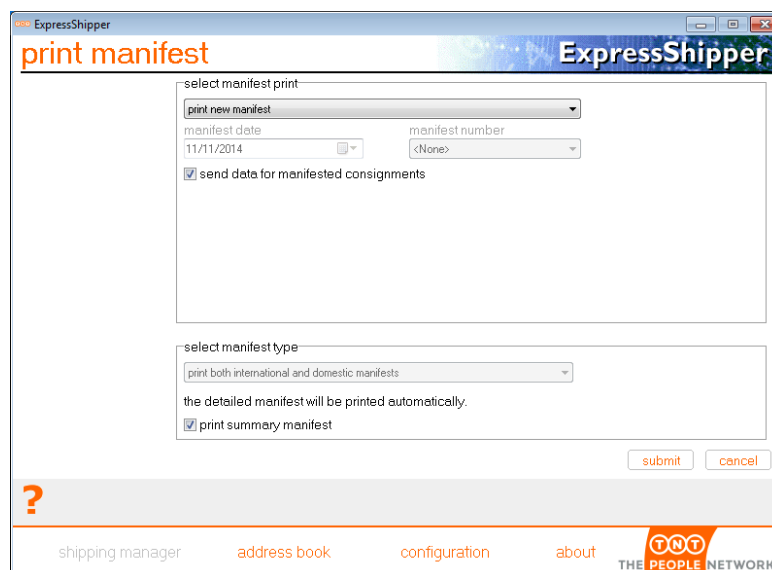 ExpressShipper
print manifest
ExpressShipper
select manifest print
print new manifest
manifest date manifest number
11/11/2014 <None>
send data for manifested consignments
select manifest type
print both international and domestic manifests
the detailed manifest will be printed automatically.
print summary manifest
submit cancel
?
shipping manager address book configuration about
TNT
THE PEOPLE NETWORK